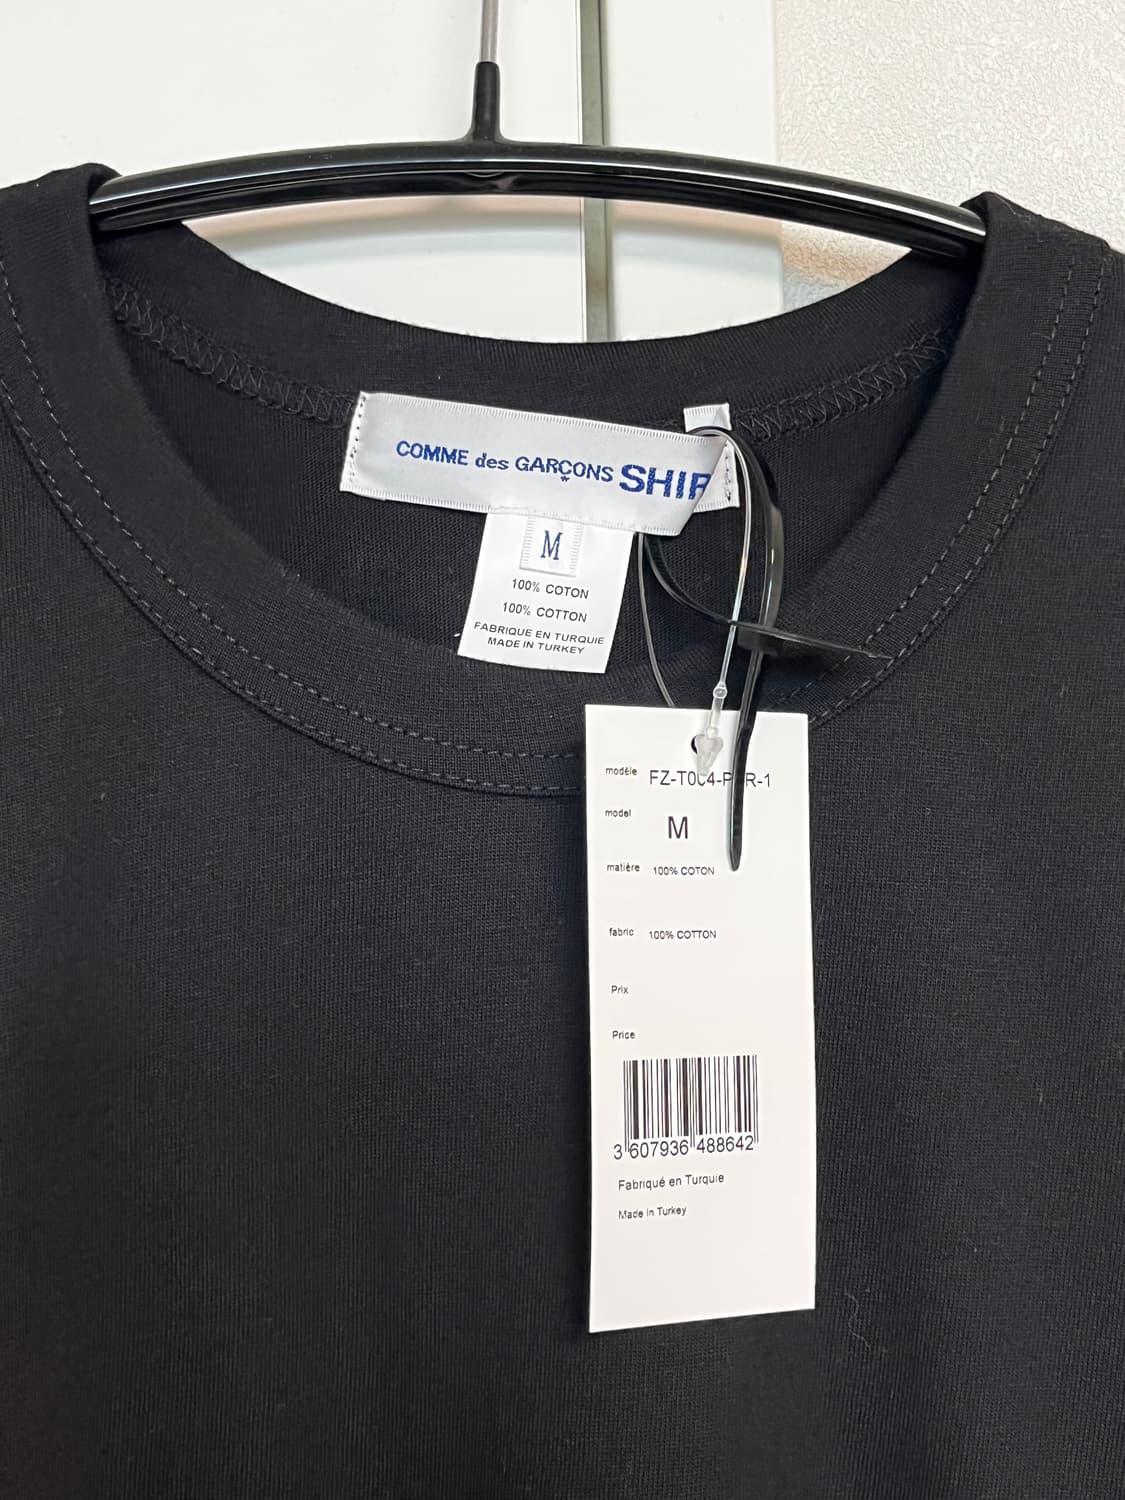 COMME des GARÇONS SHIR
M
100% COTON
100% COTTON
FABRIQUE EN TURQUIE
MADE IN TURKEY
modèle
model M
matière 100% COTON
fabric 100% COTTON
Prix
Price
3 607936 488642
Fabriqué en Turquie
Made in Turkey